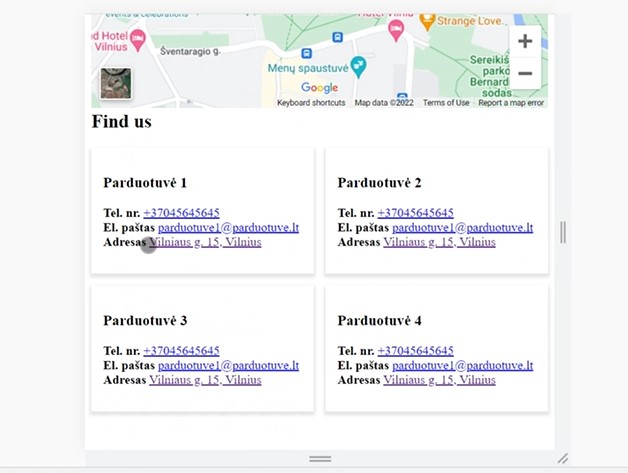 events & celebrations
Hotel Vilnia
Strange Love.
d Hotel
Vilnius
Šventaragio g.
Menų spaustuvė
Sereikiš
parko
Bernard
sodas
+
−
Google
Keyboard shortcuts Map data ©2022 Terms of Use Report a map error
Find us
Parduotuvė 1
Tel. nr. +37045645645
El. paštas parduotuve1@parduotuve.lt
Adresas Vilniaus g. 15, Vilnius
Parduotuvė 2
Tel. nr. +37045645645
El. paštas parduotuve1@parduotuve.lt
Adresas Vilniaus g. 15, Vilnius
Parduotuvė 3
Tel. nr. +37045645645
El. paštas parduotuve1@parduotuve.lt
Adresas Vilniaus g. 15, Vilnius
Parduotuvė 4
Tel. nr. +37045645645
El. paštas parduotuve1@parduotuve.lt
Adresas Vilniaus g. 15, Vilnius